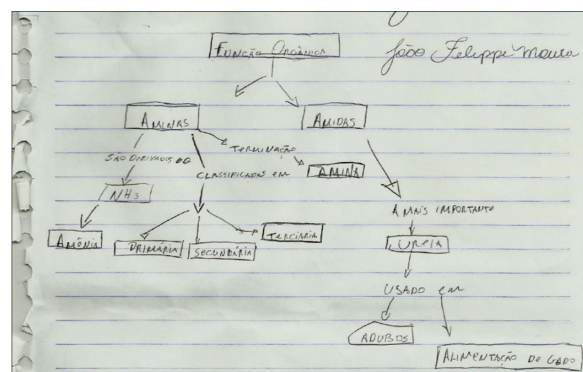 Função Orgânica
João Felippe Moura
Aminas
Amidas
são derivados do
terminação
classificadas em
Amina
NH3
a mais importante
Amônia
primária
secundária
terciária
ureia
usado em
adubos
Alimentação de gado